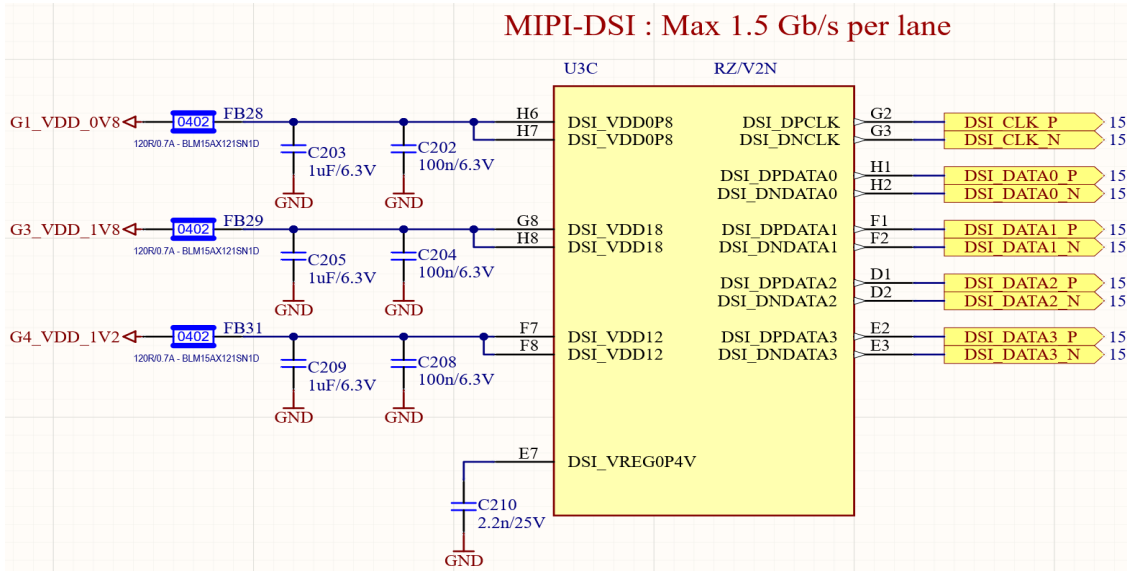 MIPI-DSI : Max 1.5 Gb/s per lane
U3C RZ/V2N
G1_VDD_0V8 0402 FB28
120R/0.7A - BLM15AX121SN1D
C203
1uF/6.3V
GND
C202
100n/6.3V
GND
H6 DSI_VDD0P8
H7 DSI_VDD0P8
DSI_DPCLK G2 DSI_CLK_P 15
DSI_DNCLK G3 DSI_CLK_N 15
DSI_DPDATA0 H1 DSI_DATA0_P 15
DSI_DNDATA0 H2 DSI_DATA0_N 15
G3_VDD_1V8 0402 FB29
120R/0.7A - BLM15AX121SN1D
C205
1uF/6.3V
GND
C204
100n/6.3V
GND
G8 DSI_VDD18
H8 DSI_VDD18
DSI_DPDATA1 F1 DSI_DATA1_P 15
DSI_DNDATA1 F2 DSI_DATA1_N 15
DSI_DPDATA2 D1 DSI_DATA2_P 15
DSI_DNDATA2 D2 DSI_DATA2_N 15
G4_VDD_1V2 0402 FB31
120R/0.7A - BLM15AX121SN1D
C209
1uF/6.3V
GND
C208
100n/6.3V
GND
F7 DSI_VDD12
F8 DSI_VDD12
DSI_DPDATA3 E2 DSI_DATA3_P 15
DSI_DNDATA3 E3 DSI_DATA3_N 15
E7 DSI_VREG0P4V
C210
2.2n/25V
GND